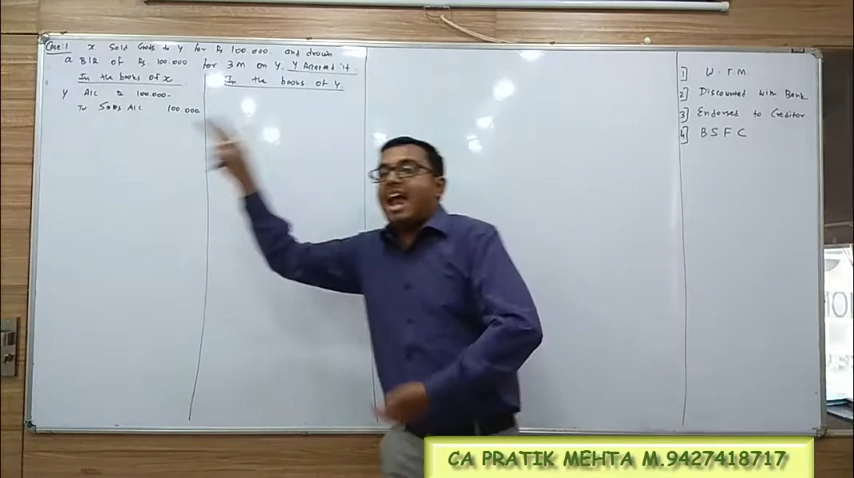 Case:1 X Sold Goods to Y for Rs 100.000. and drawn
a B/R of Rs 100.000 for 3 M on Y. Y Accepted it.
In the books of X
In the books of Y.
Y A/c Dr 100.000-
To Sales A/c 100.000
1] U.T.M
2] Discounted with Bank
3] Endorsed to Creditor
4] BSFC
CA PRATIK MEHTA M.9427418717